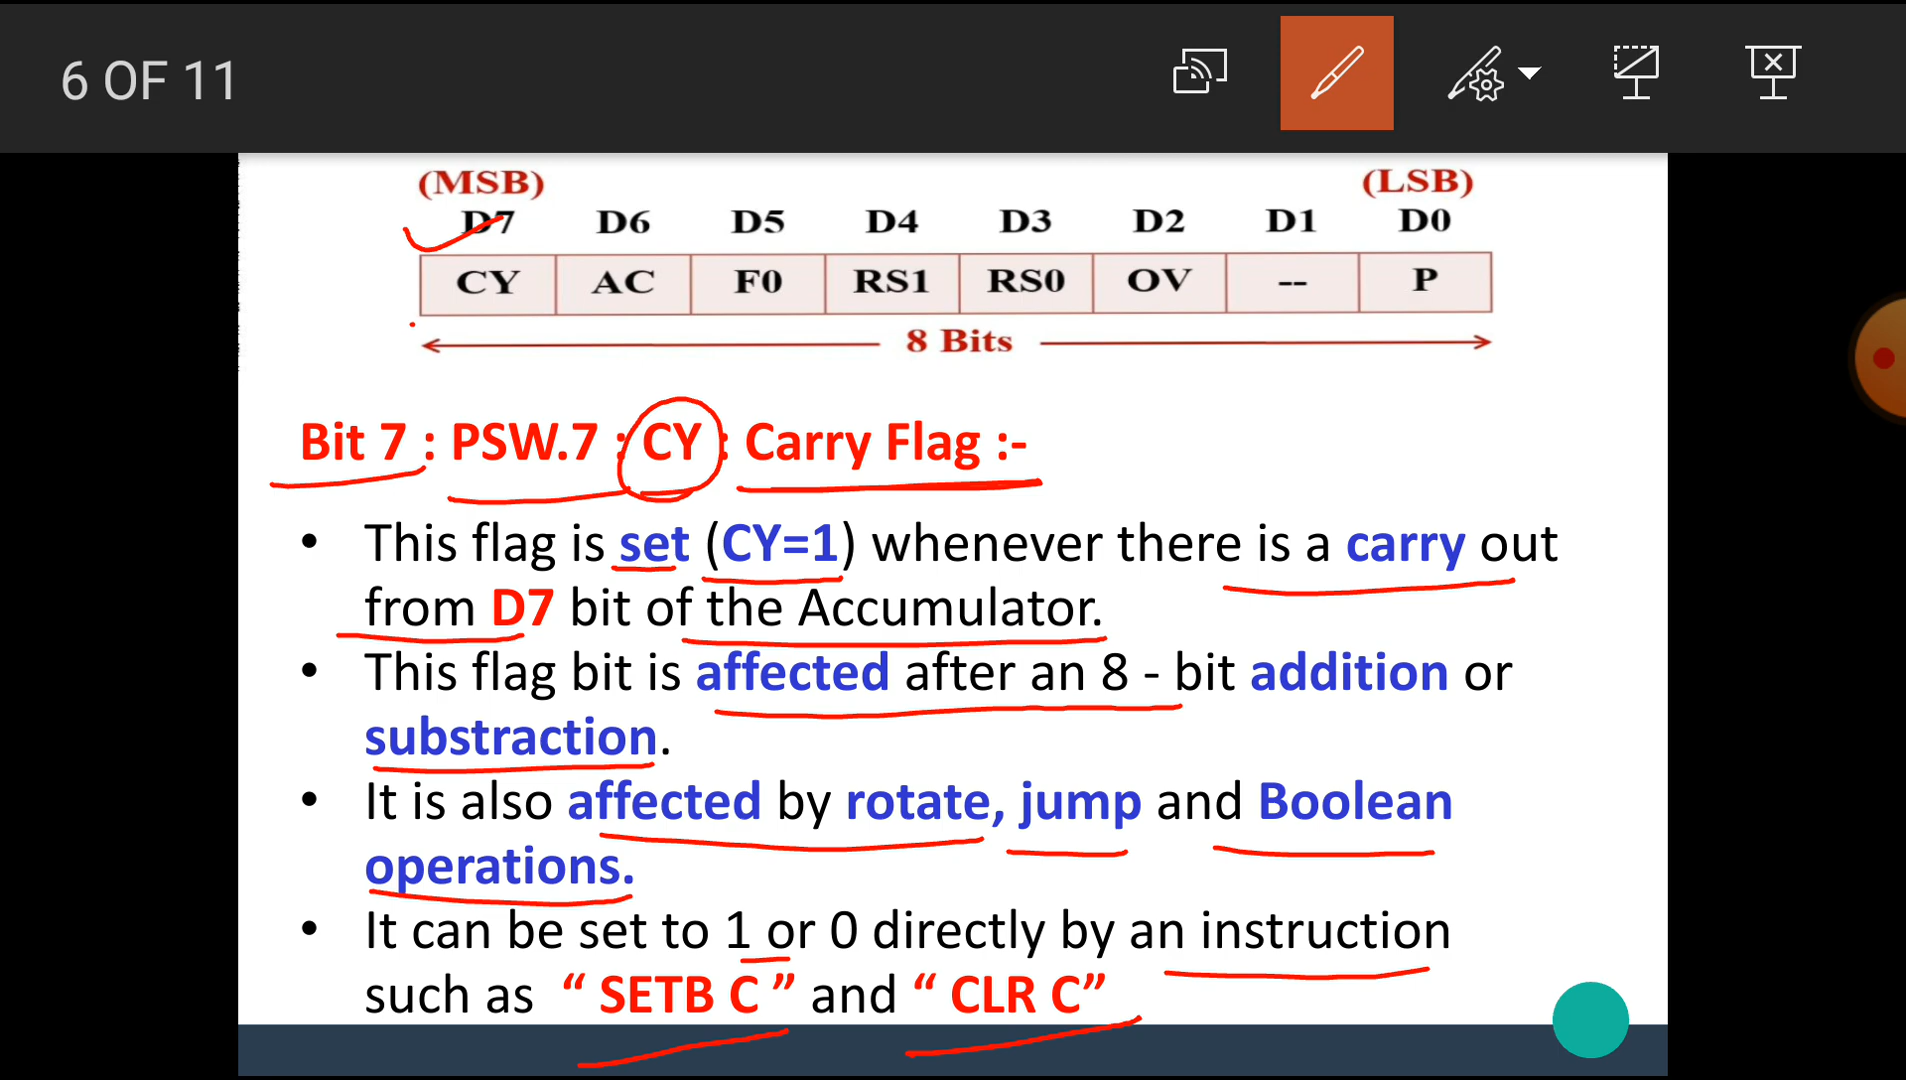 6 OF 11
(MSB) (LSB)
D7 D6 D5 D4 D3 D2 D1 D0
CY AC F0 RS1 RS0 OV -- P
8 Bits
Bit 7 : PSW.7 : CY : Carry Flag :-
• This flag is set (CY=1) whenever there is a carry out
from D7 bit of the Accumulator.
• This flag bit is affected after an 8 - bit addition or
substraction.
• It is also affected by rotate, jump and Boolean
operations.
• It can be set to 1 or 0 directly by an instruction
such as “ SETB C ” and “ CLR C”